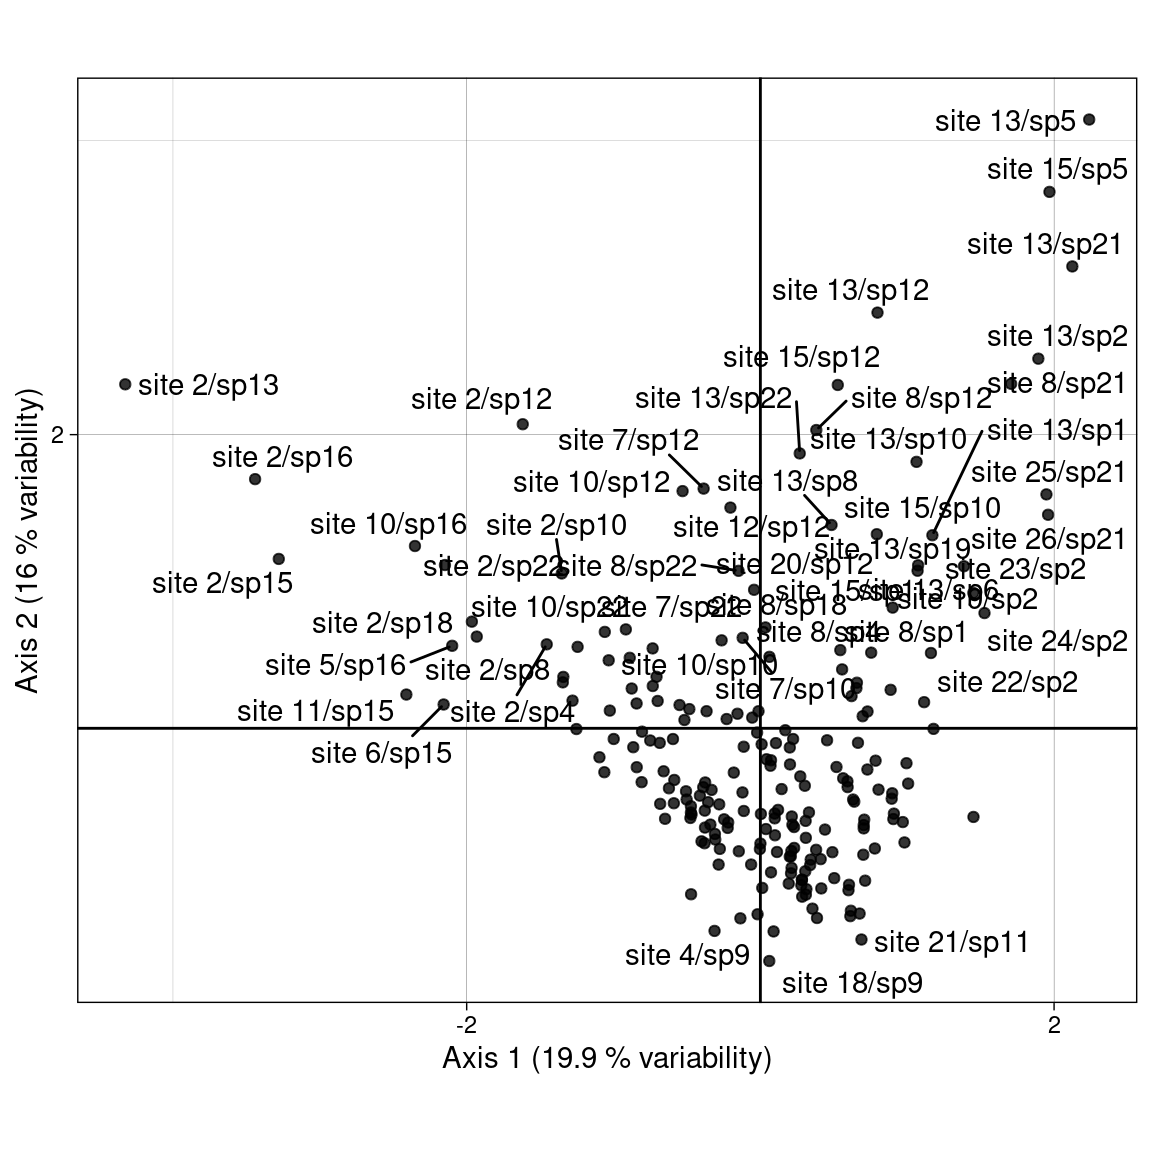 site 13/sp5
site 15/sp5
site 13/sp21
site 13/sp12
site 13/sp2
site 15/sp12
site 2/sp13
site 8/sp21
site 2/sp12
site 13/sp22
site 8/sp12
site 13/sp1
2
site 7/sp12
site 13/sp10
site 2/sp16
site 25/sp21
site 10/sp12
site 13/sp8
site 15/sp10
site 10/sp16
site 2/sp10
site 12/sp12
site 26/sp21
site 13/sp19
site 2/sp22
site 8/sp22
site 20/sp12
site 23/sp2
site 2/sp15
site 13/sp6
site 10/sp22
site 7/sp22
site 8/sp18
site 2/sp18
site 8/sp4
site 8/sp1
site 24/sp2
site 5/sp16
site 2/sp8
site 10/sp10
site 7/sp10
site 22/sp2
site 11/sp15
site 2/sp4
site 6/sp15
site 21/sp11
site 4/sp9
site 18/sp9
-2
2
Axis 1 (19.9 % variability)
Axis 2 (16 % variability)